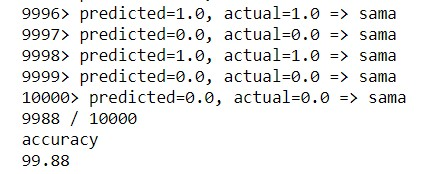 9996> predicted=1.0, actual=1.0 => sama
9997> predicted=0.0, actual=0.0 => sama
9998> predicted=1.0, actual=1.0 => sama
9999> predicted=0.0, actual=0.0 => sama
10000> predicted=0.0, actual=0.0 => sama
9988 / 10000
accuracy
99.88